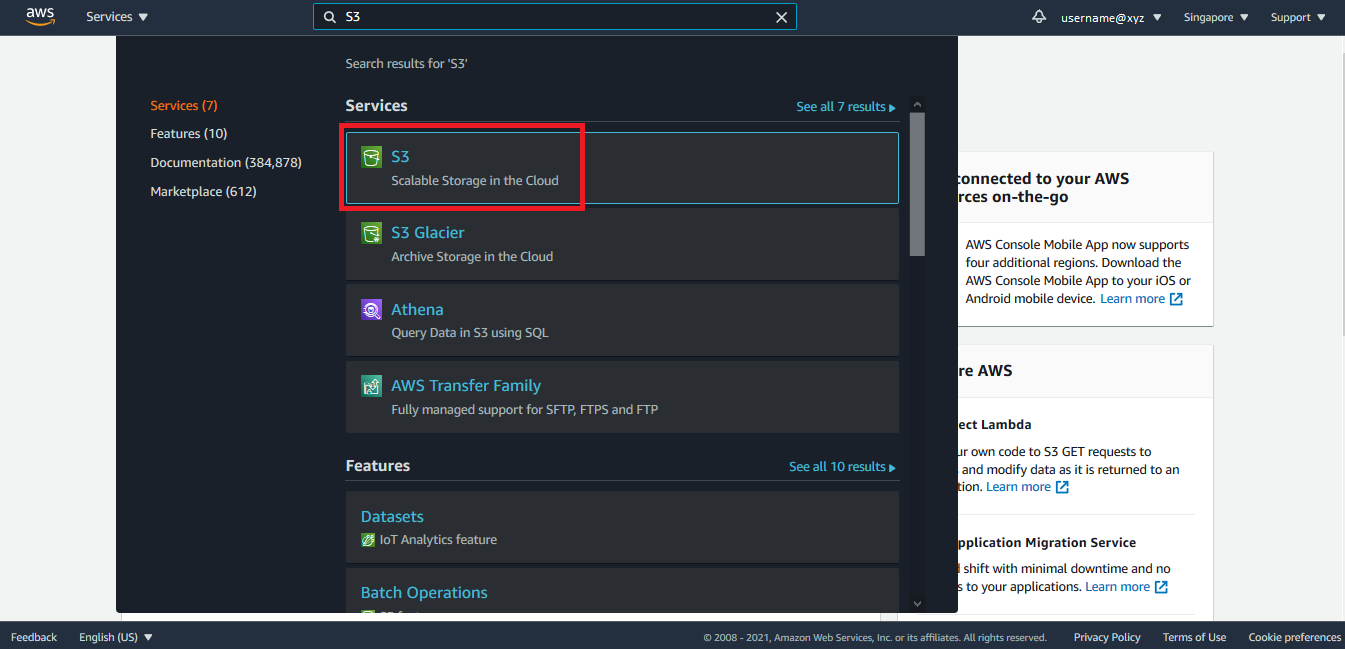 aws
Services
S3
username@xyz
Singapore
Support
Search results for 'S3'
Services (7)
Features (10)
Documentation (384,878)
Marketplace (612)
Services
See all 7 results
S3
Scalable Storage in the Cloud
S3 Glacier
Archive Storage in the Cloud
Athena
Query Data in S3 using SQL
AWS Transfer Family
Fully managed support for SFTP, FTPS and FTP
Features
See all 10 results
Datasets
IoT Analytics feature
Batch Operations
connected to your AWS
rces on-the-go
AWS Console Mobile App now supports
four additional regions. Download the
AWS Console Mobile App to your iOS or
Android mobile device. Learn more
re AWS
ect Lambda
ur own code to S3 GET requests to
and modify data as it is returned to an
tion. Learn more
pplication Migration Service
shift with minimal downtime and no
s to your applications. Learn more
Feedback
English (US)
© 2008 - 2021, Amazon Web Services, Inc. or its affiliates. All rights reserved.
Privacy Policy
Terms of Use
Cookie preferences